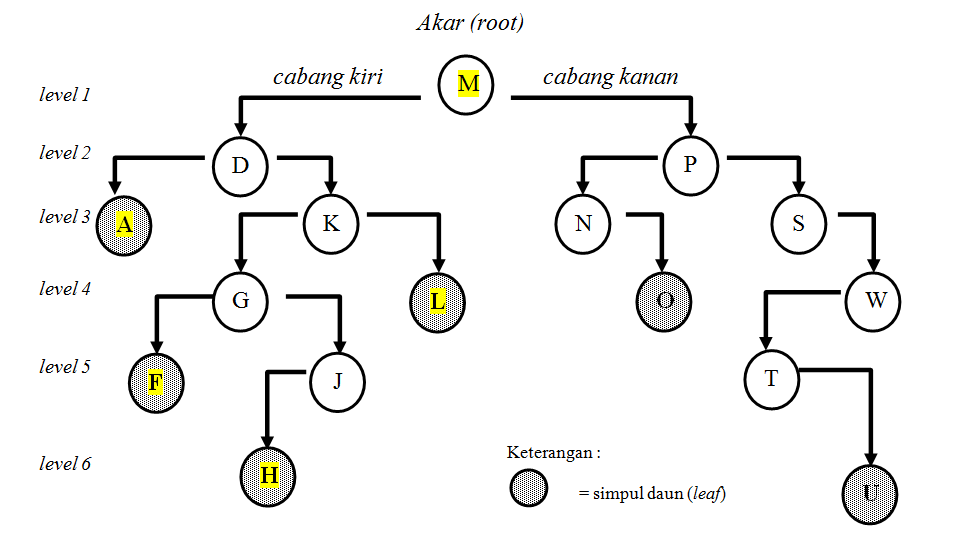 Akar (root)
cabang kiri
M
cabang kanan
level 1
level 2
D
P
level 3
A
K
N
S
level 4
G
L
O
W
level 5
F
J
T
level 6
H
U
Keterangan :
= simpul daun (leaf)